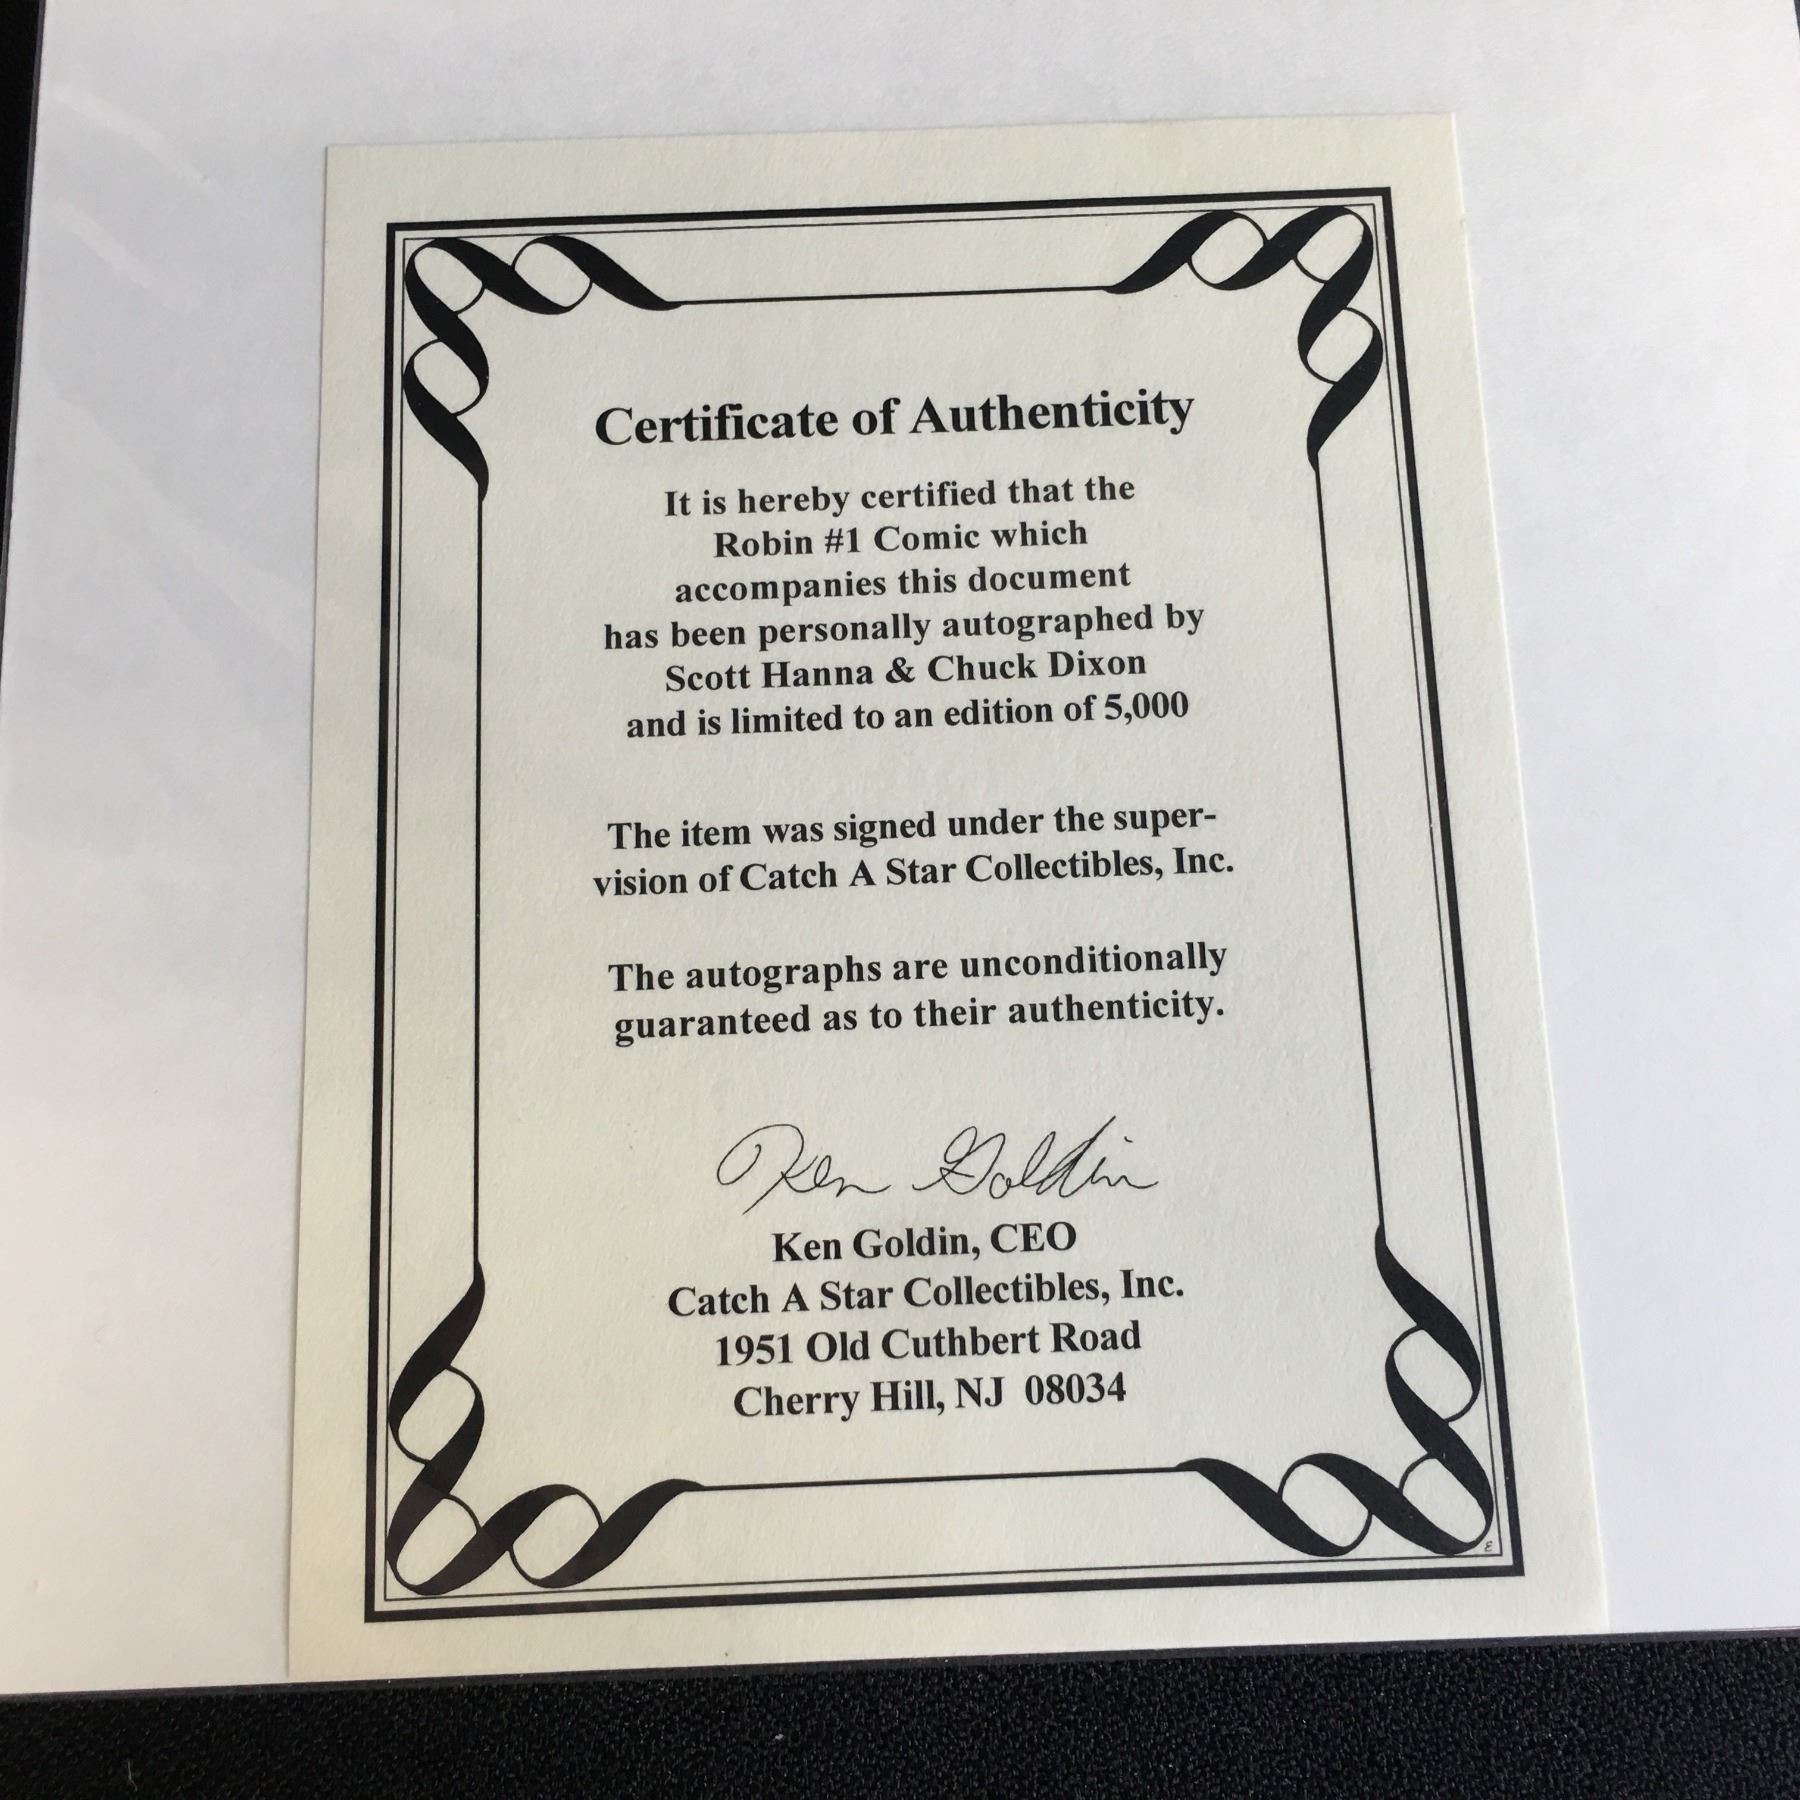 Certificate of Authenticity
It is hereby certified that the
Robin #1 Comic which
accompanies this document
has been personally autographed by
Scott Hanna & Chuck Dixon
and is limited to an edition of 5,000
The item was signed under the super-
vision of Catch A Star Collectibles, Inc.
The autographs are unconditionally
guaranteed as to their authenticity.
Ken Goldin
Ken Goldin, CEO
Catch A Star Collectibles, Inc.
1951 Old Cuthbert Road
Cherry Hill, NJ 08034